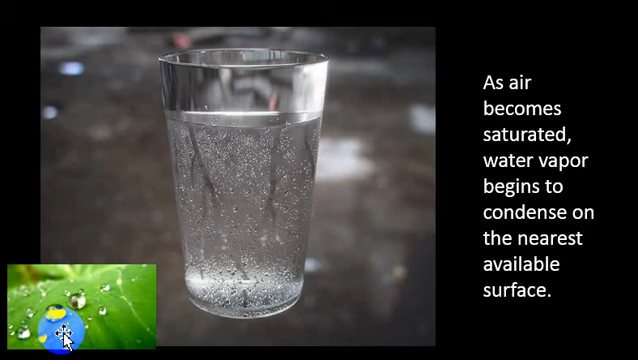 As air
becomes
saturated,
water vapor
begins to
condense on
the nearest
available
surface.